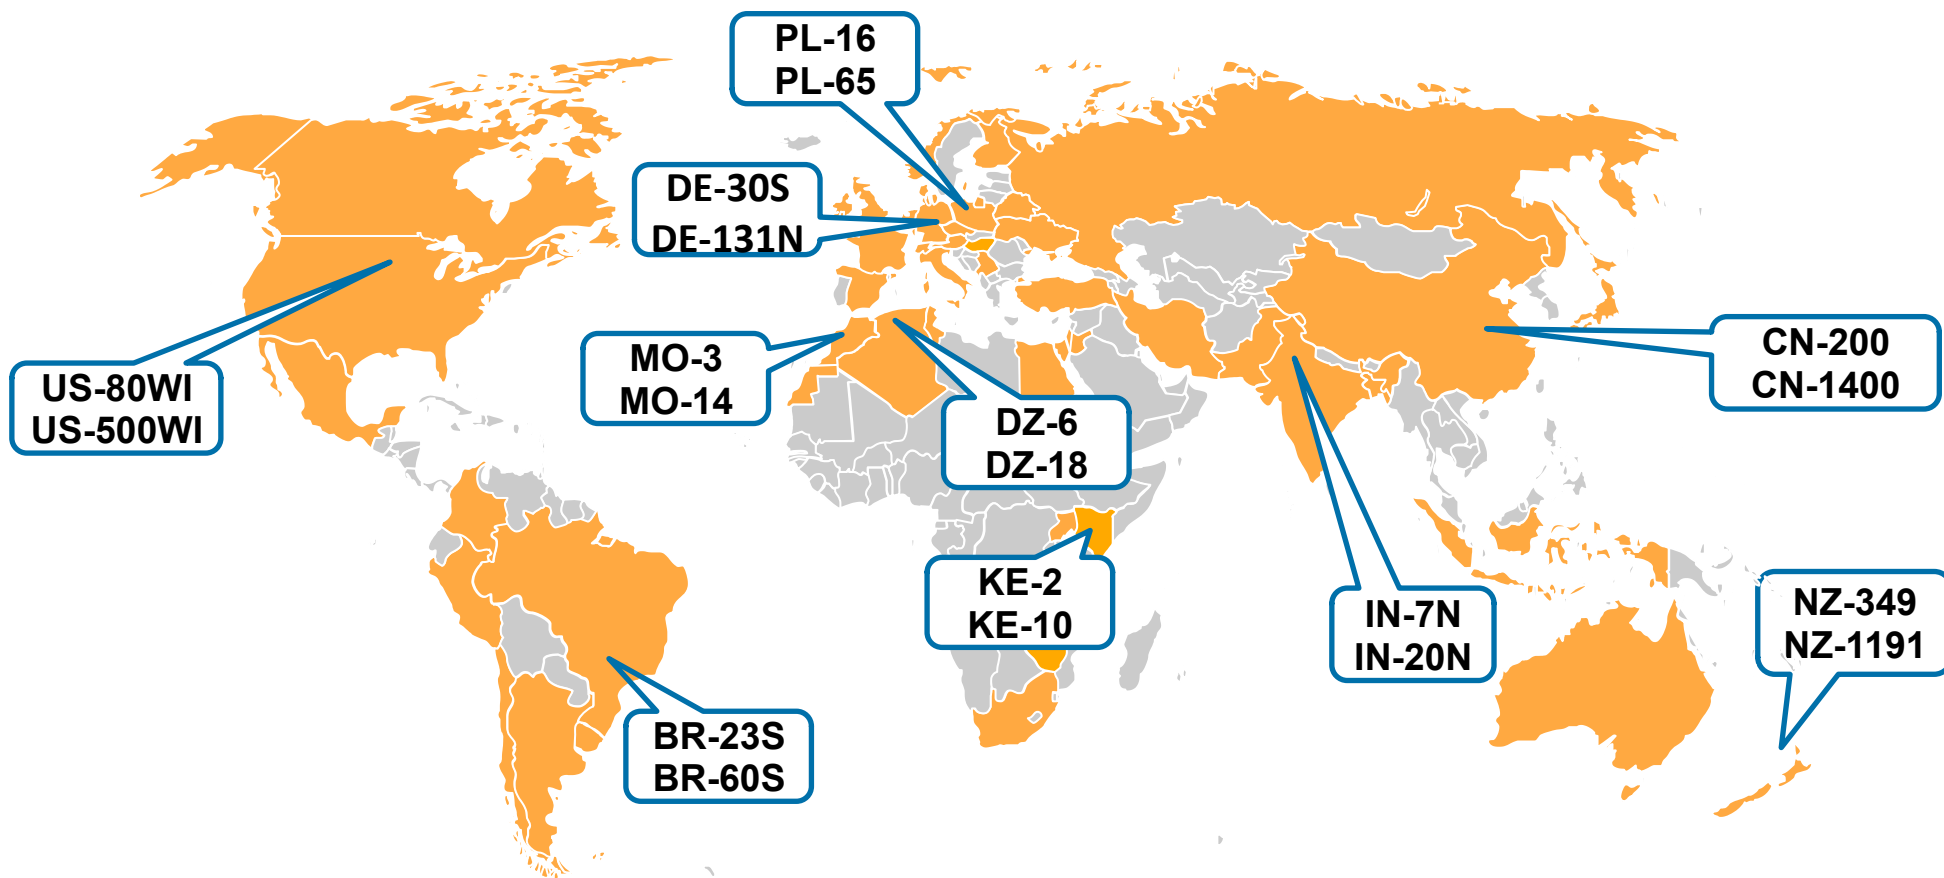 PL-16
PL-65
DE-30S
DE-131N
US-80WI
US-500WI
MO-3
MO-14
DZ-6
DZ-18
CN-200
CN-1400
KE-2
KE-10
IN-7N
IN-20N
NZ-349
NZ-1191
BR-23S
BR-60S